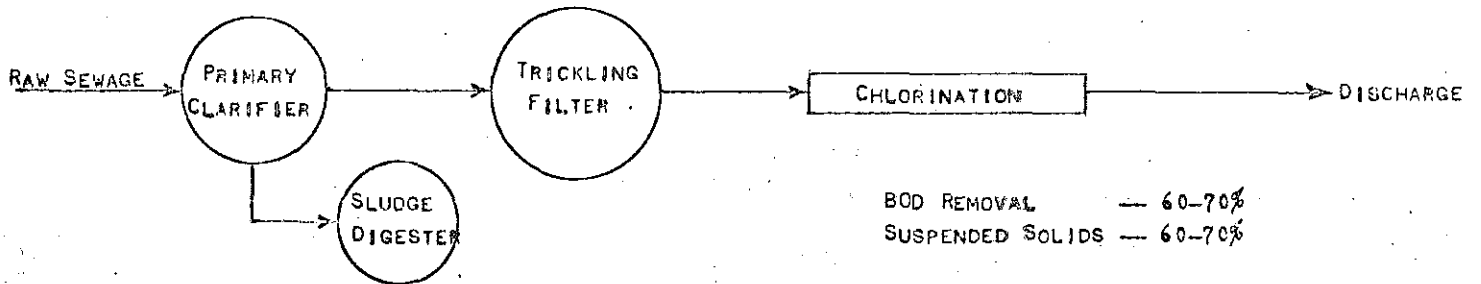 RAW SEWAGE
PRIMARY
CLARIFIER
TRICKLING
FILTER
CHLORINATION
DISCHARGE
SLUDGE
DIGESTER
BOD REMOVAL — 60-70%
SUSPENDED SOLIDS — 60-70%